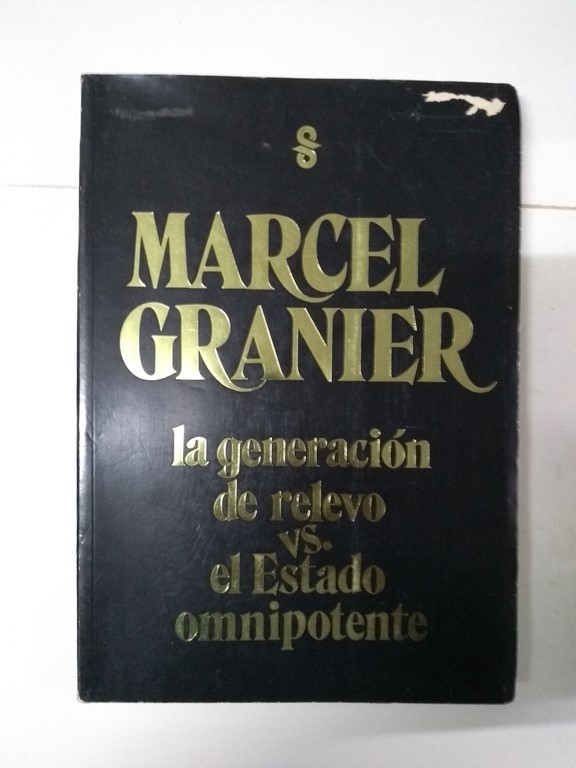 MARCEL
GRANIER
la generación
de relevo
vs.
el Estado
omnipotente